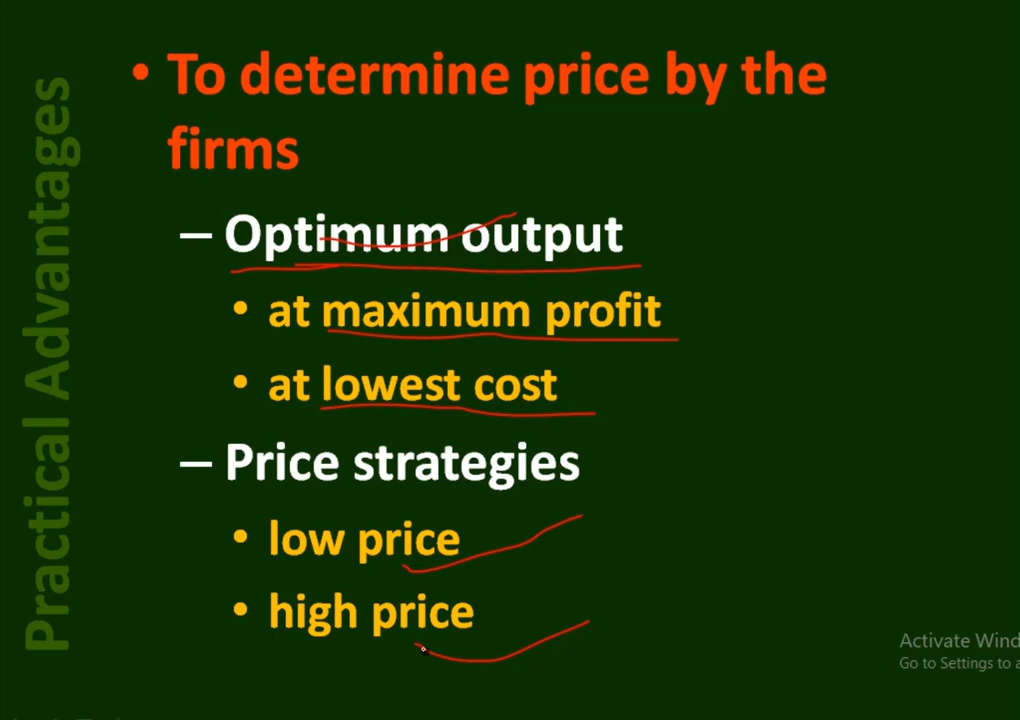 Practical Advantages
• To determine price by the
firms
– Optimum output
• at maximum profit
• at lowest cost
– Price strategies
• low price
• high price
Activate Wind
Go to Settings to a